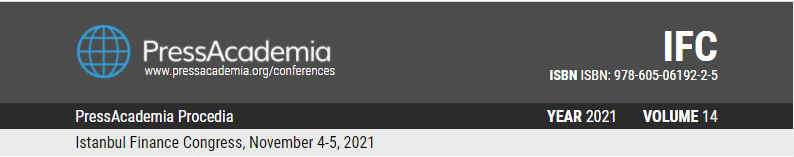 PressAcademia
www.pressacademia.org/conferences
IFC
ISBN ISBN: 978-605-06192-2-5
PressAcademia Procedia
YEAR 2021 VOLUME 14
Istanbul Finance Congress, November 4-5, 2021